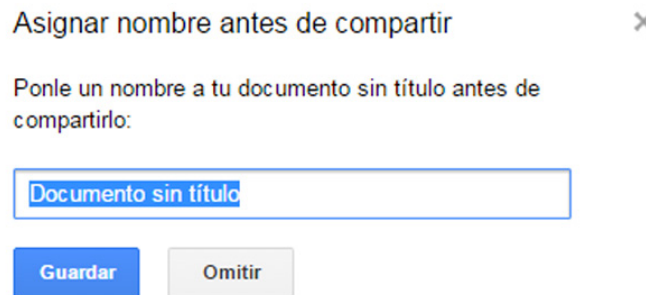 Asignar nombre antes de compartir
Ponle un nombre a tu documento sin título antes de
compartirlo:
Documento sin título
Guardar Omitir